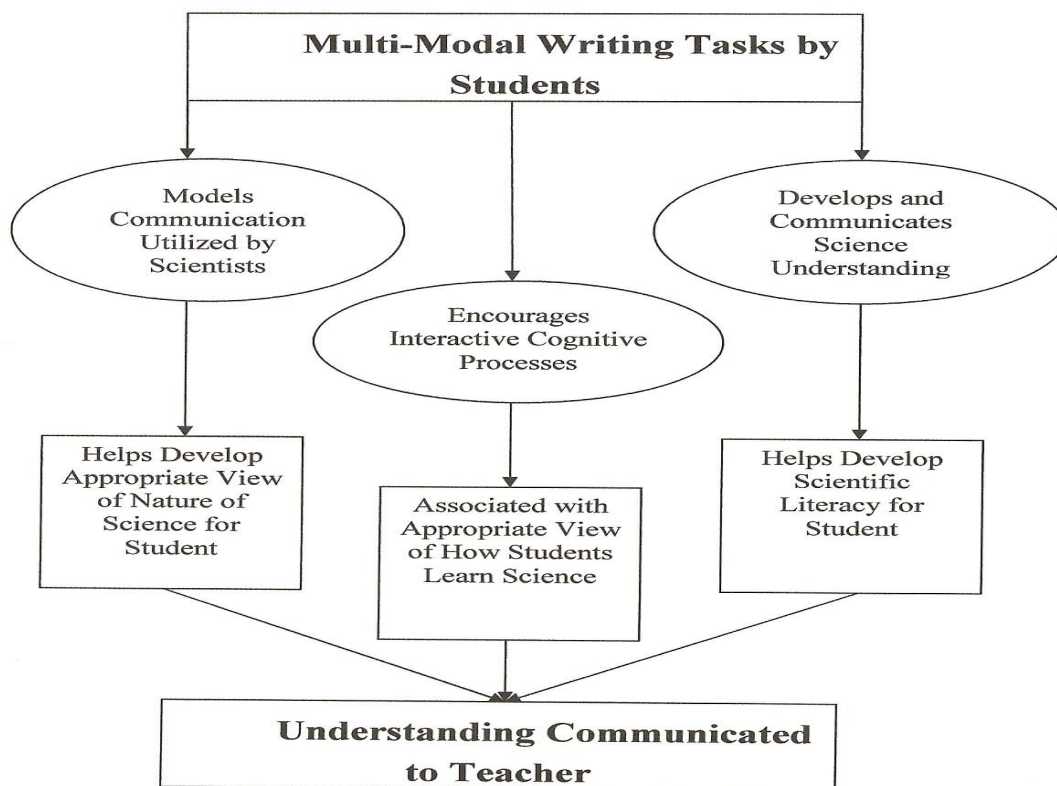 Multi-Modal Writing Tasks by
Students
Models
Communication
Utilized by
Scientists
Encourages
Interactive Cognitive
Processes
Develops and
Communicates
Science
Understanding
Helps Develop
Appropriate View
of Nature of
Science for
Student
Associated with
Appropriate View
of How Students
Learn Science
Helps Develop
Scientific
Literacy for
Student
Understanding Communicated
to Teacher